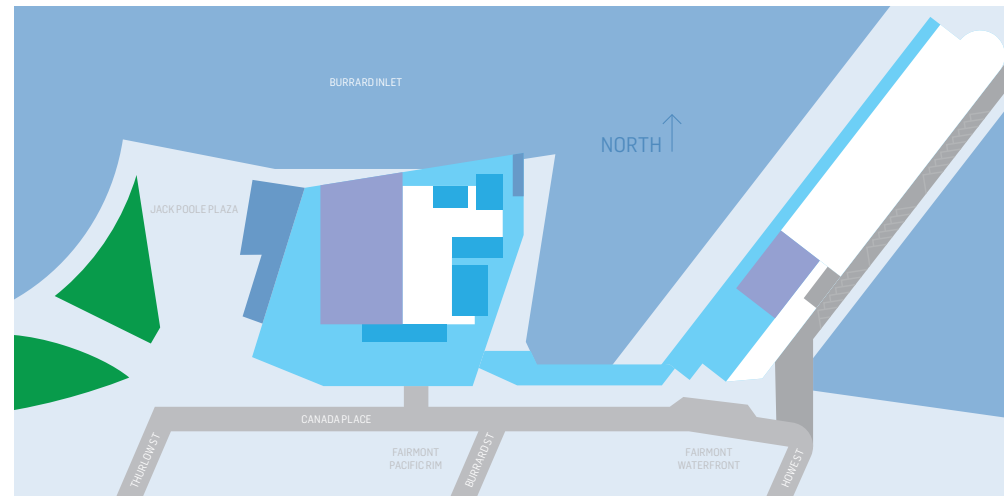 BURRARD INLET
NORTH
JACK POOLE PLAZA
CANADA PLACE
THURLOW ST
FAIRMONT
PACIFIC RIM
BURRARD ST
FAIRMONT
WATERFRONT
HOWE ST